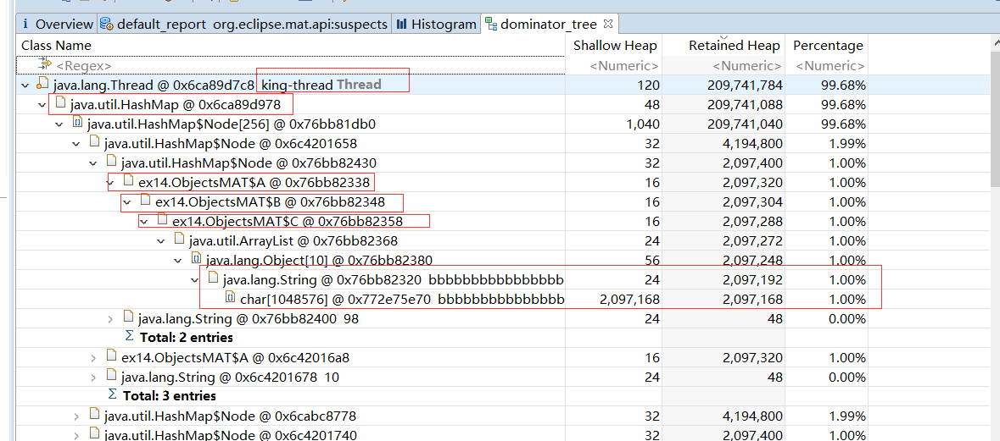 i Overview default_report org.eclipse.mat.api:suspects Histogram dominator_tree
Class Name Shallow Heap Retained Heap Percentage
<Regex> <Numeric> <Numeric> <Numeric>
java.lang.Thread @ 0x6ca89d7c8 king-thread Thread 120 209,741,784 99.68%
java.util.HashMap @ 0x6ca89d978 48 209,741,088 99.68%
java.util.HashMap$Node[256] @ 0x76bb81db0 1,040 209,741,040 99.68%
java.util.HashMap$Node @ 0x6c4201658 32 4,194,800 1.99%
java.util.HashMap$Node @ 0x76bb82430 32 2,097,400 1.00%
ex14.ObjectsMAT$A @ 0x76bb82338 16 2,097,320 1.00%
ex14.ObjectsMAT$B @ 0x76bb82348 16 2,097,304 1.00%
ex14.ObjectsMAT$C @ 0x76bb82358 16 2,097,288 1.00%
java.util.ArrayList @ 0x76bb82368 24 2,097,272 1.00%
java.lang.Object[10] @ 0x76bb82380 56 2,097,248 1.00%
java.lang.String @ 0x76bb82320 bbbbbbbbbbbbbbbb 24 2,097,192 1.00%
char[1048576] @ 0x772e75e70 bbbbbbbbbbbbbbb 2,097,168 2,097,168 1.00%
java.lang.String @ 0x76bb82400 98 24 48 0.00%
Σ Total: 2 entries
ex14.ObjectsMAT$A @ 0x6c42016a8 16 2,097,320 1.00%
java.lang.String @ 0x6c4201678 10 24 48 0.00%
Σ Total: 3 entries
java.util.HashMap$Node @ 0x6cabc8778 32 4,194,800 1.99%
java.util.HashMap$Node @ 0x6c4201740 32 2,097,400 1.00%